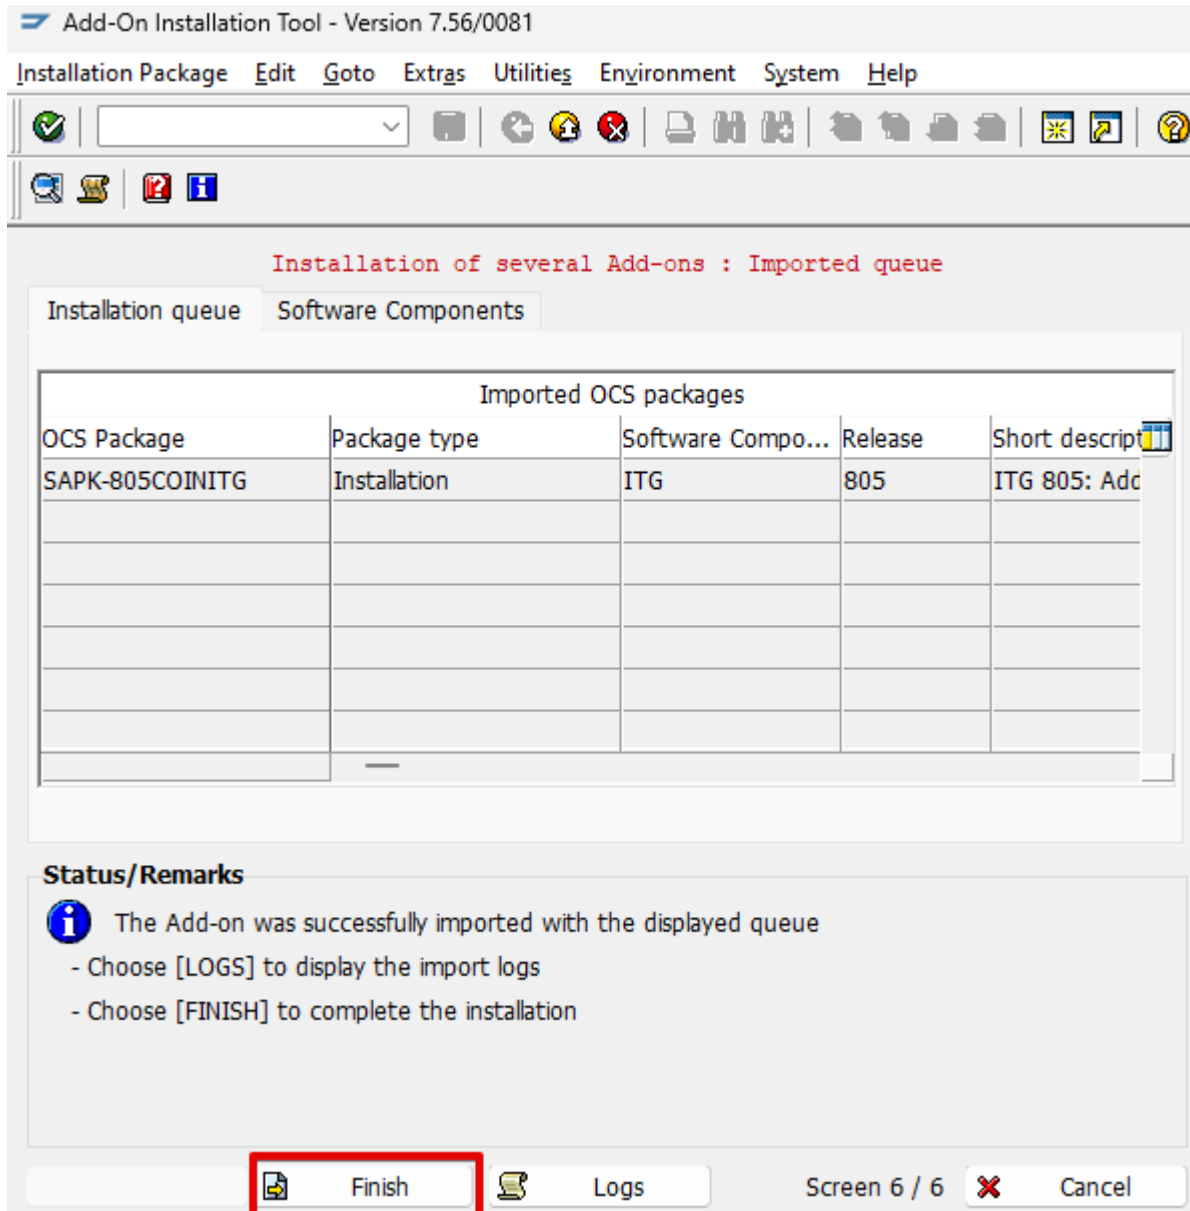 Add-On Installation Tool - Version 7.56/0081
Installation Package Edit Goto Extras Utilities Environment System Help
Installation of several Add-ons : Imported queue
Installation queue Software Components
Imported OCS packages
OCS Package Package type Software Compo... Release Short descript
SAPK-805COINITG Installation ITG 805 ITG 805: Add
Status/Remarks
The Add-on was successfully imported with the displayed queue
- Choose [LOGS] to display the import logs
- Choose [FINISH] to complete the installation
Finish Logs Screen 6 / 6 Cancel